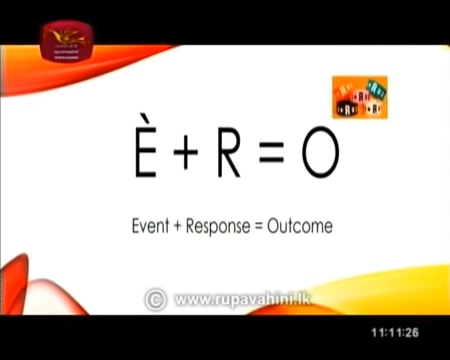 È + R = O
Event + Response = Outcome
© www.rupavahini.lk
11:11:26